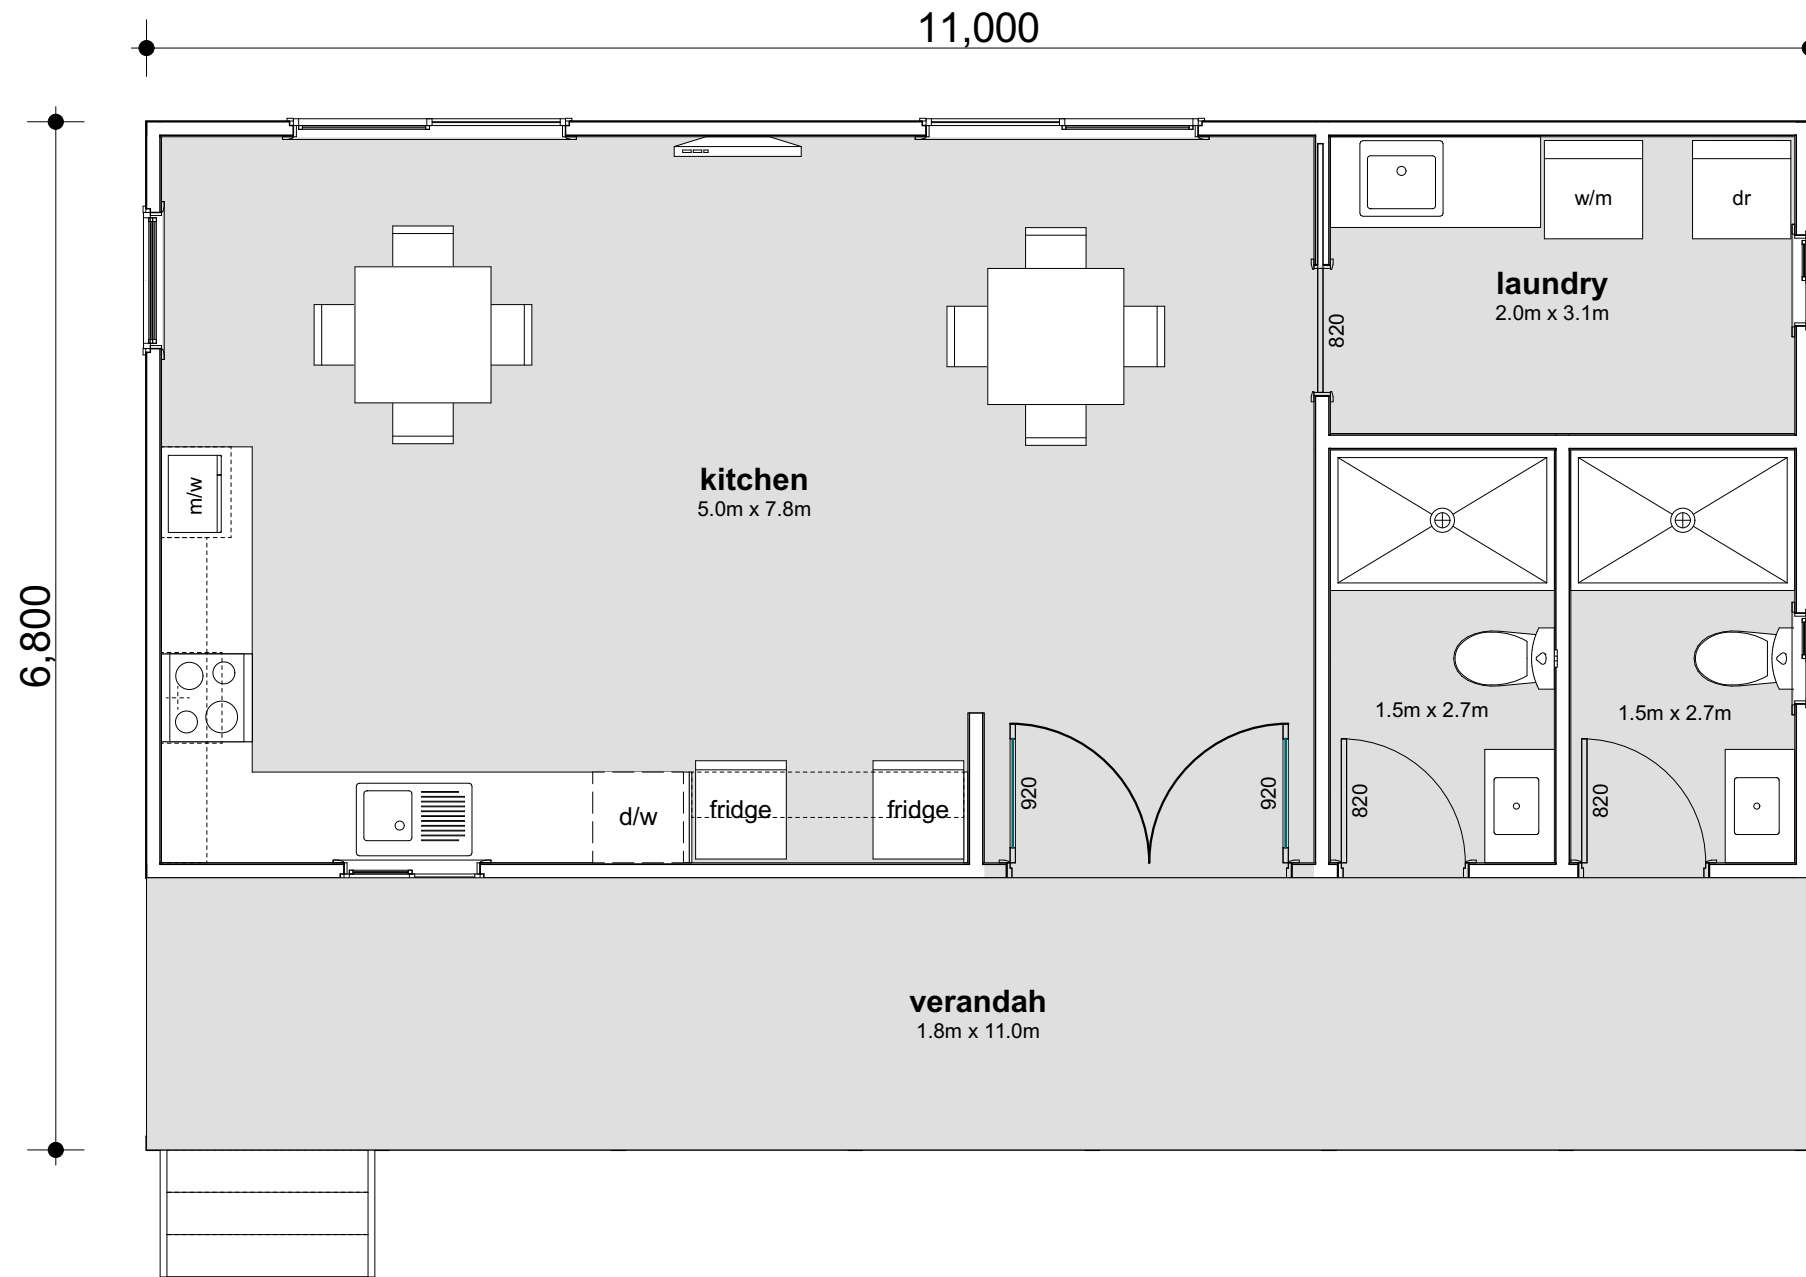 11,000
6,800
w/m
dr
laundry
2.0m x 3.1m
820
kitchen
5.0m x 7.8m
m/w
1.5m x 2.7m
1.5m x 2.7m
920
920
820
820
d/w
fridge
fridge
verandah
1.8m x 11.0m